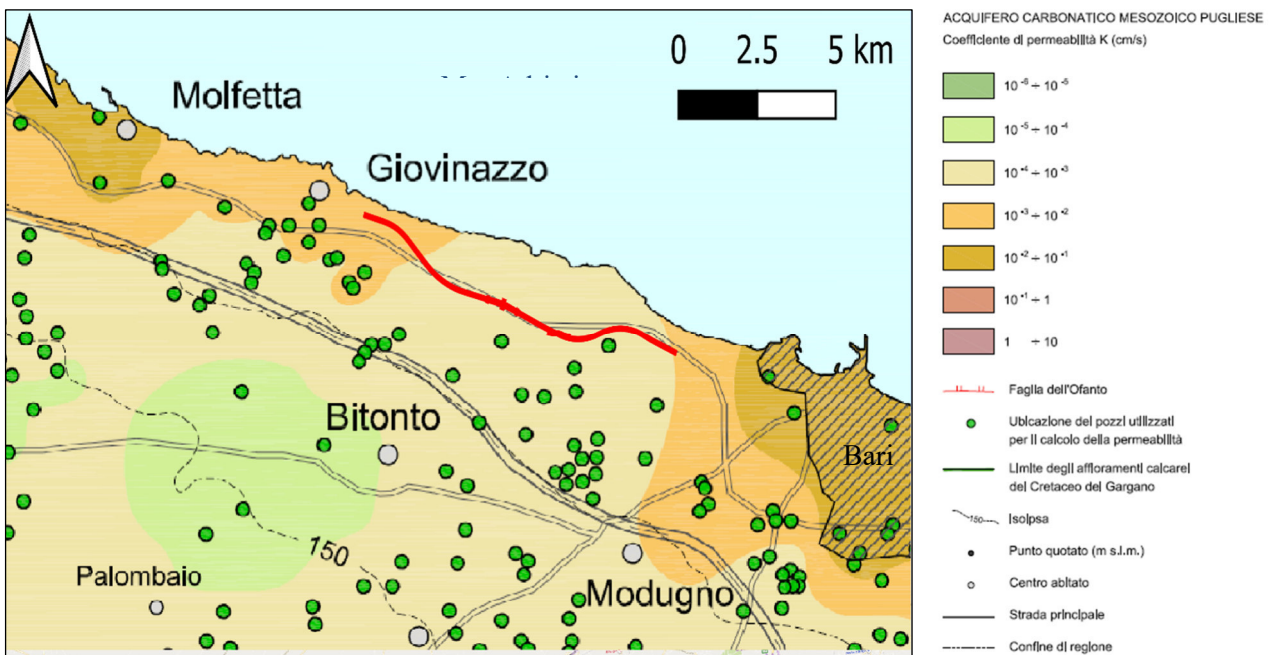 0 2.5 5 km
Molfetta
Giovinazzo
Bitonto
Bari
150
Palombaio
Modugno
ACQUIFERO CARBONATICO MESOZOICO PUGLIESE
Coefficiente di permeabilità K (cm/s)
10⁻⁶ ÷ 10⁻⁵
10⁻⁵ ÷ 10⁻⁴
10⁻⁴ ÷ 10⁻³
10⁻³ ÷ 10⁻²
10⁻² ÷ 10⁻¹
10⁻¹ ÷ 1
1 ÷ 10
Faglia dell'Ofanto
Ubicazione dei pozzi utilizzati
per il calcolo della permeabilità
Limite degli affioramenti calcarei
del Cretaceo del Gargano
150
Isoipsa
Punto quotato (m s.l.m.)
Centro abitato
Strada principale
Confine di regione